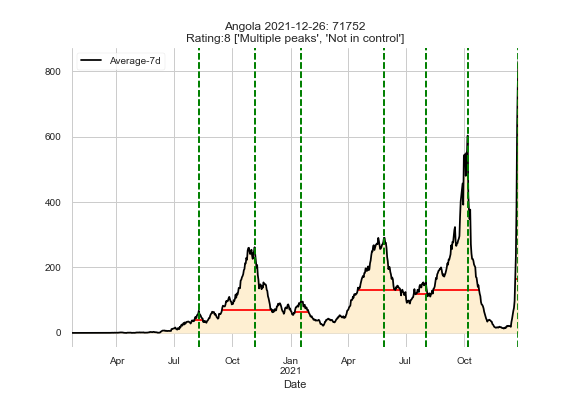 Angola 2021-12-26: 71752
Rating:8 ['Multiple peaks', 'Not in control']
Average-7d
800
600
400
200
0
Apr Jul Oct Jan Apr Jul Oct
2021
Date